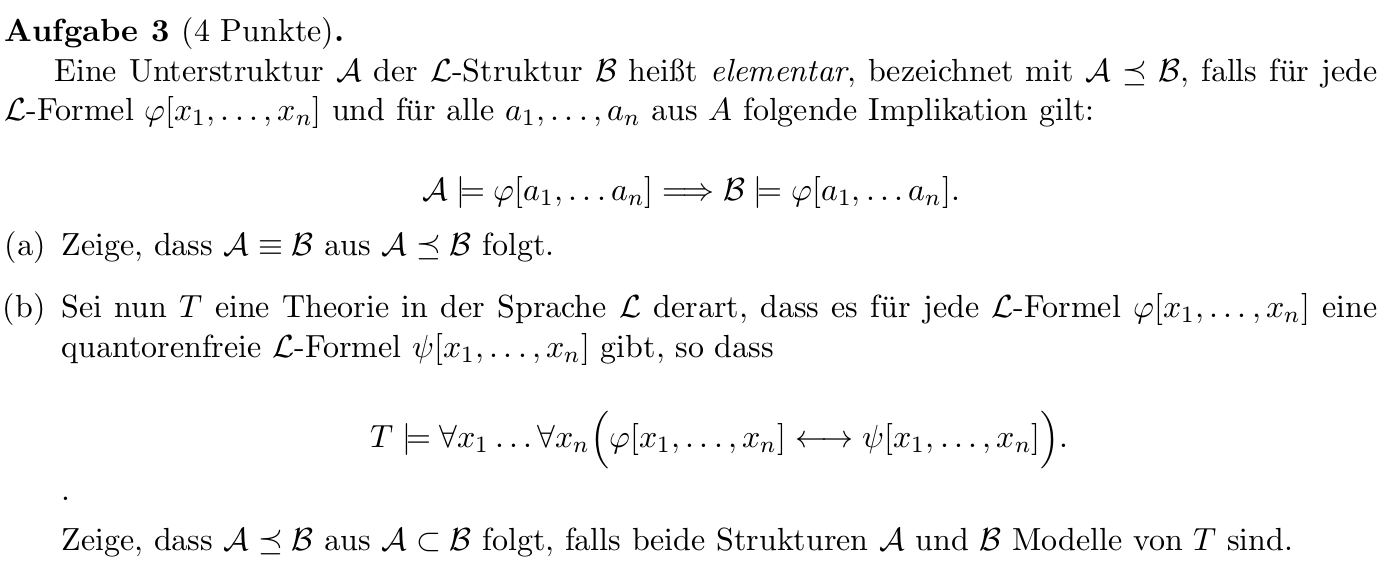 Aufgabe 3 (4 Punkte).
Eine Unterstruktur 𝒜 der ℒ-Struktur ℬ heißt elementar, bezeichnet mit 𝒜 ⪯ ℬ, falls für jede
ℒ-Formel φ[x₁, . . . , xₙ] und für alle a₁, . . . , aₙ aus A folgende Implikation gilt:
𝒜 ⊨ φ[a₁, . . . aₙ] ⟹ ℬ ⊨ φ[a₁, . . . aₙ].
(a) Zeige, dass 𝒜 ≡ ℬ aus 𝒜 ⪯ ℬ folgt.
(b) Sei nun T eine Theorie in der Sprache ℒ derart, dass es für jede ℒ-Formel φ[x₁, . . . , xₙ] eine
quantorenfreie ℒ-Formel ψ[x₁, . . . , xₙ] gibt, so dass
T ⊨ ∀x₁ . . . ∀xₙ(φ[x₁, . . . , xₙ] ⟷ ψ[x₁, . . . , xₙ]).
.
Zeige, dass 𝒜 ⪯ ℬ aus 𝒜 ⊂ ℬ folgt, falls beide Strukturen 𝒜 und ℬ Modelle von T sind.